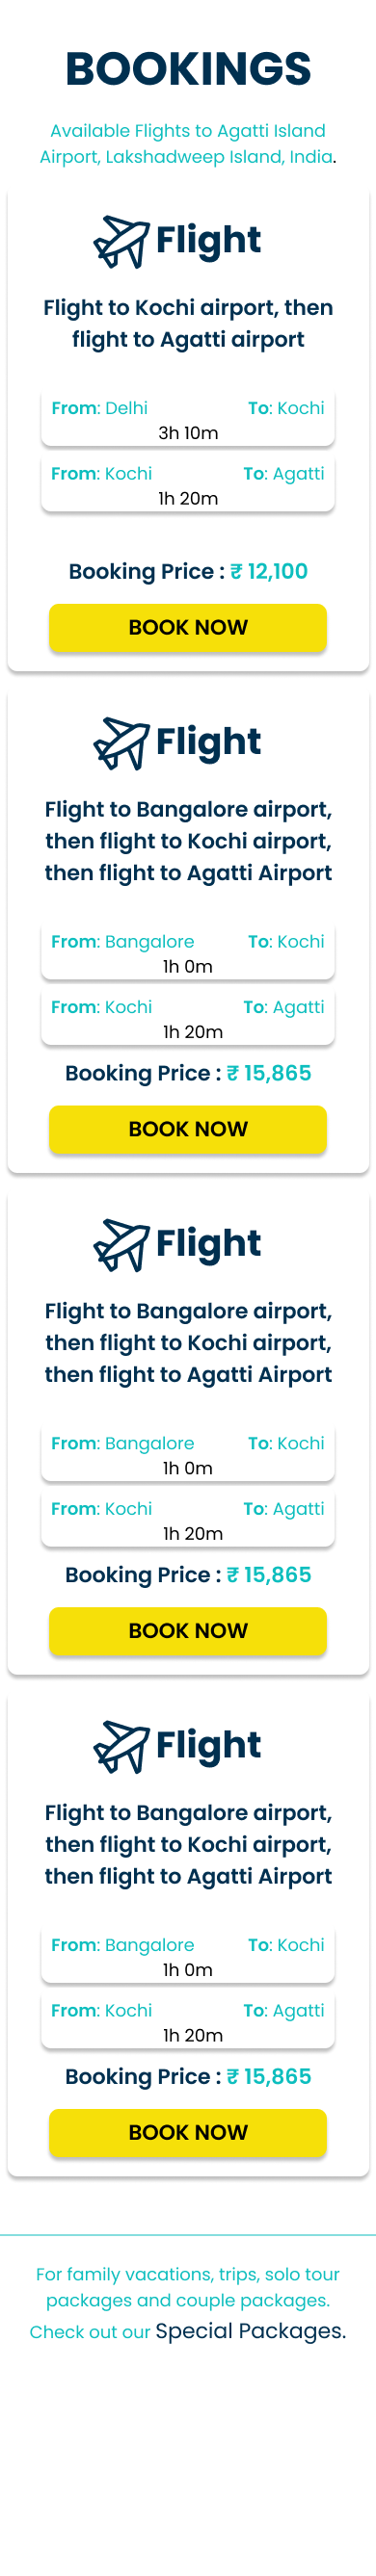 BOOKINGS
Available Flights to Agatti Island
Airport, Lakshadweep Island, India.
Flight
Flight to Kochi airport, then
flight to Agatti airport
From: Delhi To: Kochi
3h 10m
From: Kochi To: Agatti
1h 20m
Booking Price : ₹ 12,100
BOOK NOW
Flight
Flight to Bangalore airport,
then flight to Kochi airport,
then flight to Agatti Airport
From: Bangalore To: Kochi
1h 0m
From: Kochi To: Agatti
1h 20m
Booking Price : ₹ 15,865
BOOK NOW
Flight
Flight to Bangalore airport,
then flight to Kochi airport,
then flight to Agatti Airport
From: Bangalore To: Kochi
1h 0m
From: Kochi To: Agatti
1h 20m
Booking Price : ₹ 15,865
BOOK NOW
Flight
Flight to Bangalore airport,
then flight to Kochi airport,
then flight to Agatti Airport
From: Bangalore To: Kochi
1h 0m
From: Kochi To: Agatti
1h 20m
Booking Price : ₹ 15,865
BOOK NOW
For family vacations, trips, solo tour
packages and couple packages.
Check out our Special Packages.